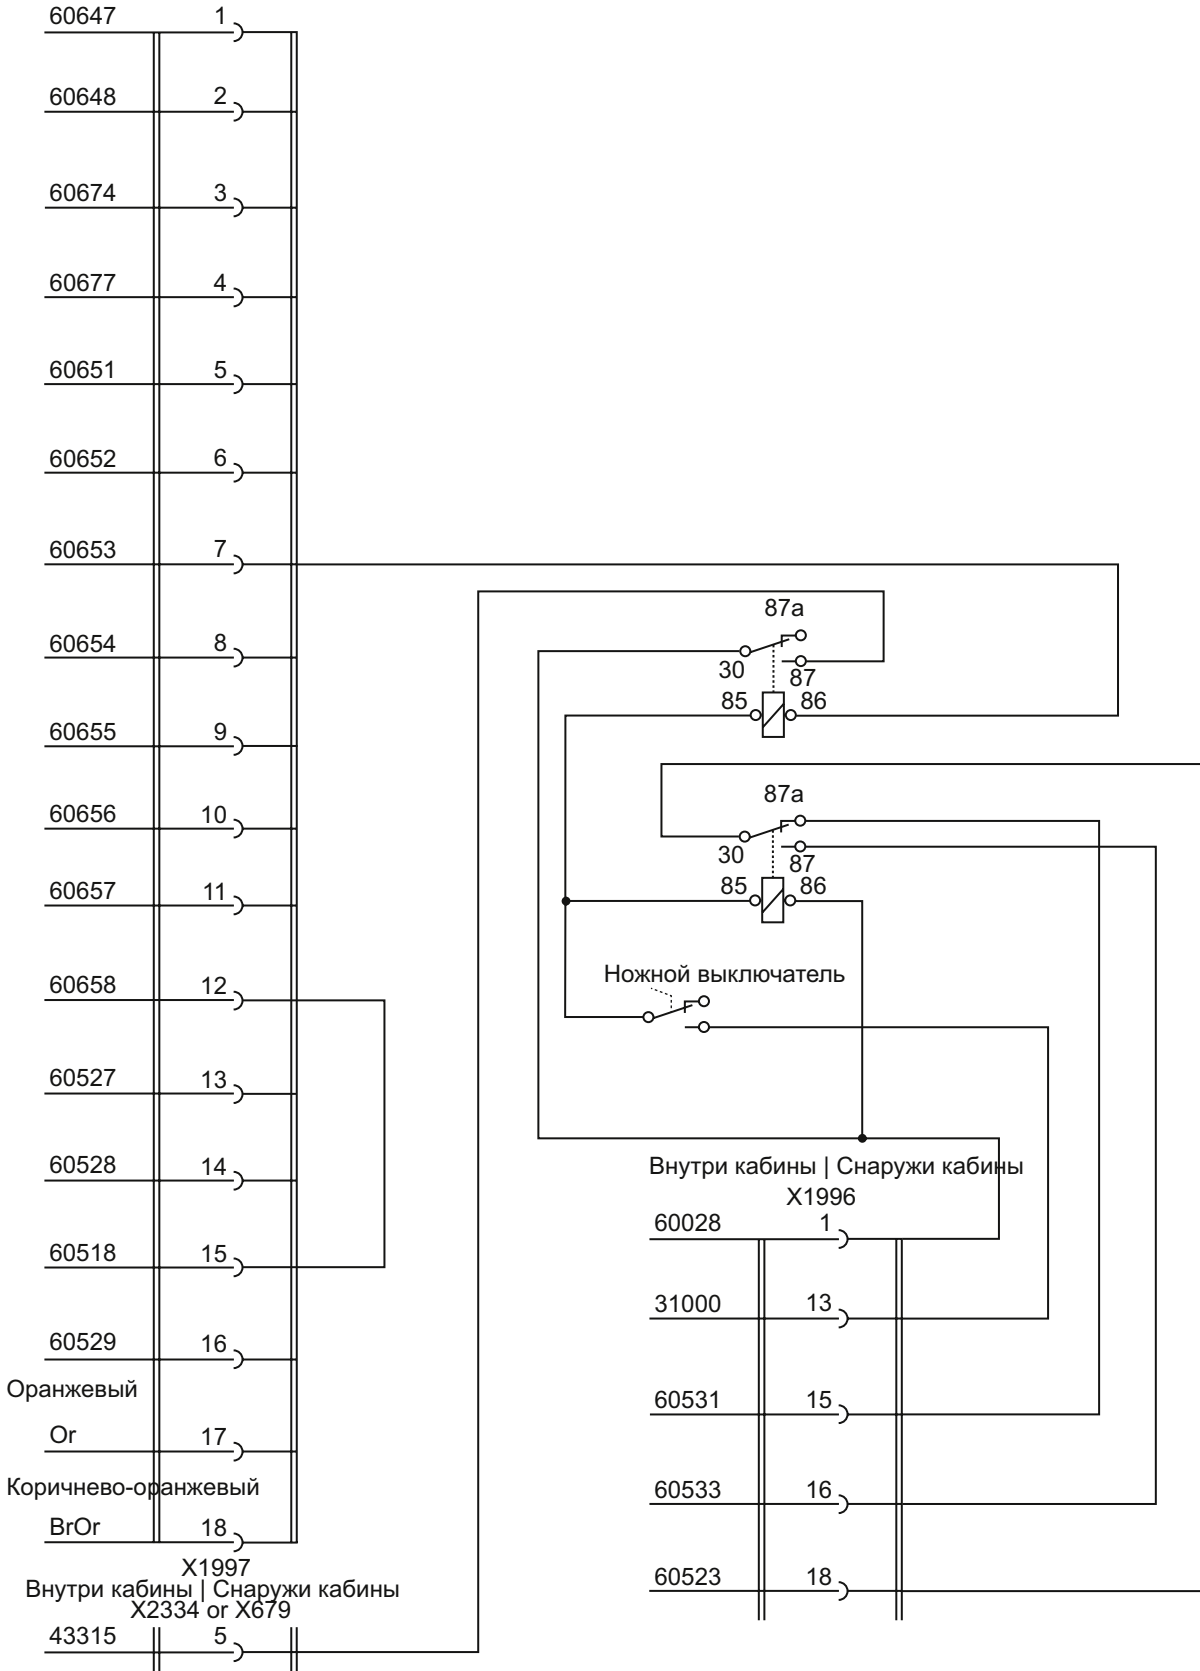 60647 1
60648 2
60674 3
60677 4
60651 5
60652 6
60653 7
60654 8
60655 9
60656 10
60657 11
60658 12
60527 13
60528 14
60518 15
60529 16
Оранжевый
Or 17
Коричнево-оранжевый
BrOr 18
X1997
Внутри кабины | Снаружи кабины
X2334 or X679
43315 5
87a
30
87
85 86
87a
30
87
85 86
Ножной выключатель
Внутри кабины | Снаружи кабины
X1996
60028 1
31000 13
60531 15
60533 16
60523 18